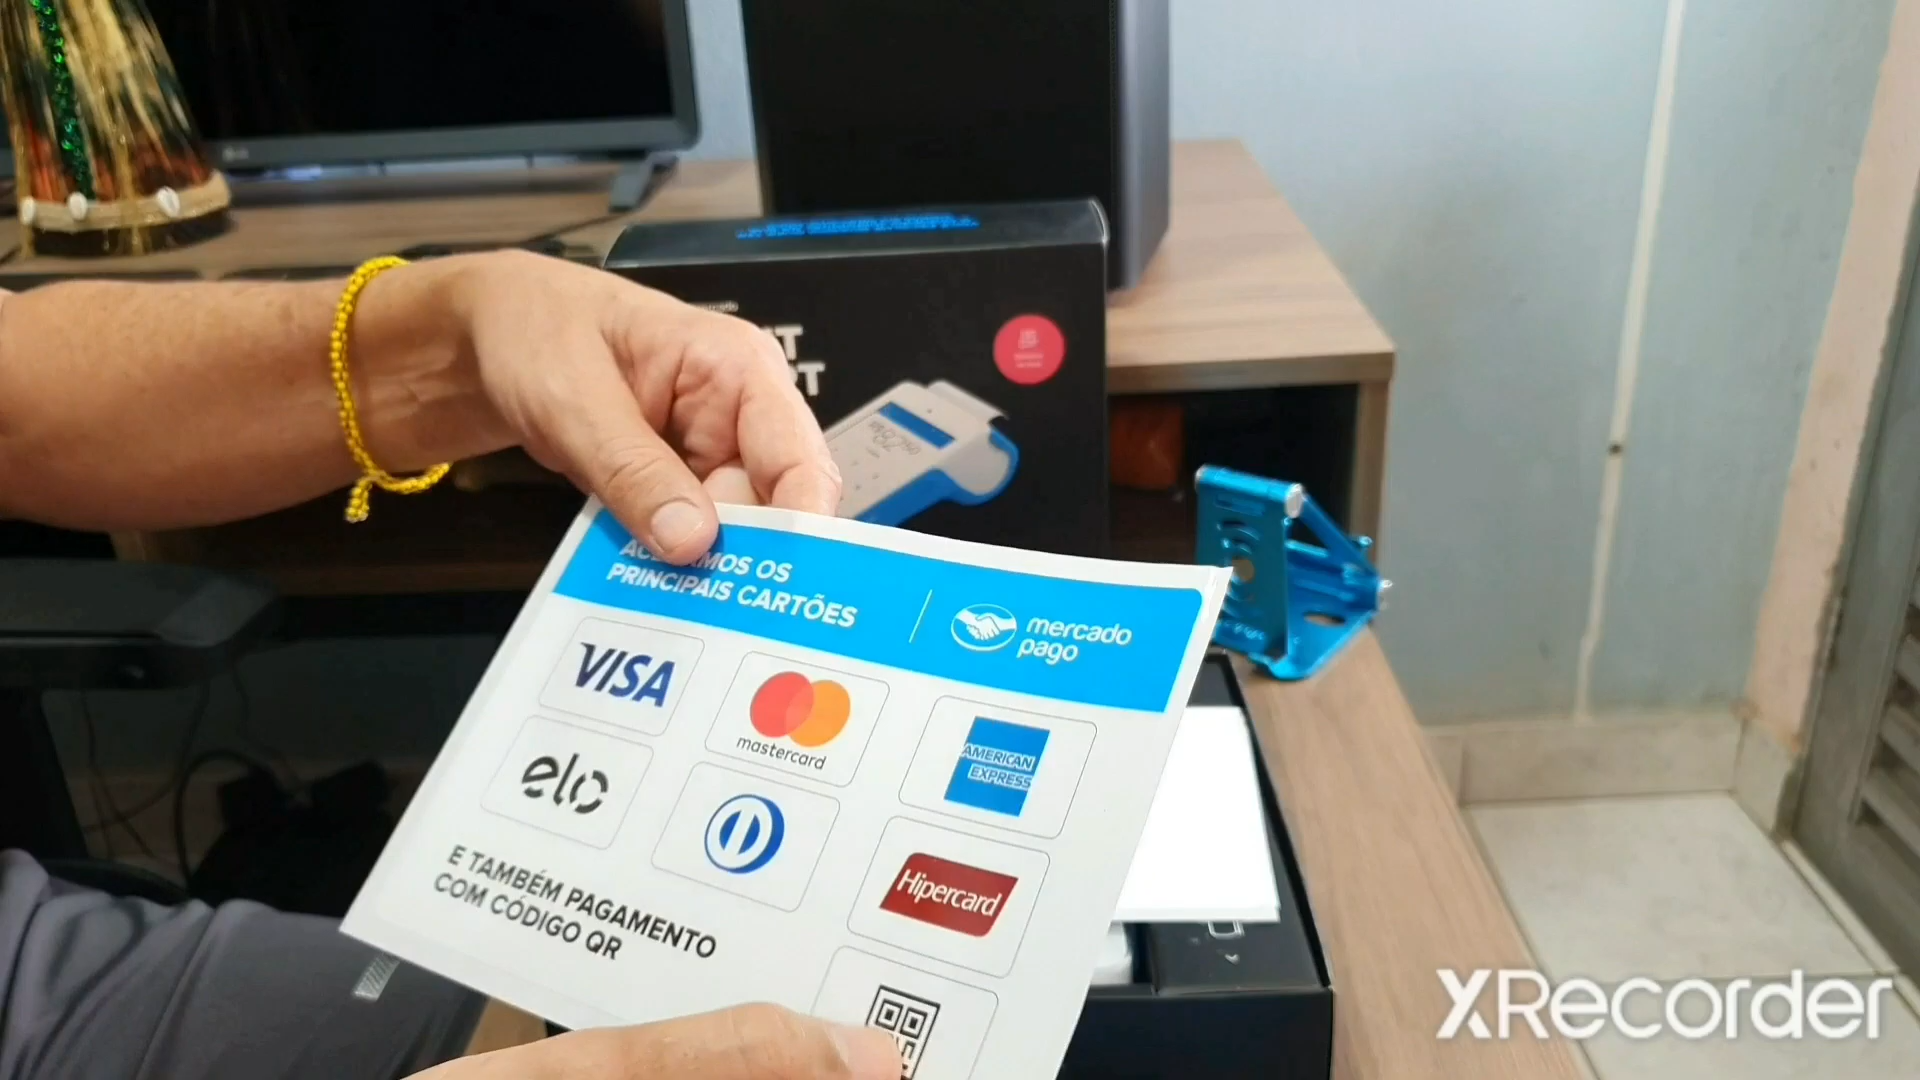 PRINCIPAIS CARTÕES
MOS OS
mercado
pago
VISA
mastercard
AMERICAN
EXPRESS
elo
Hipercard
E TAMBÉM PAGAMENTO
COM CÓDIGO QR
XRecorder